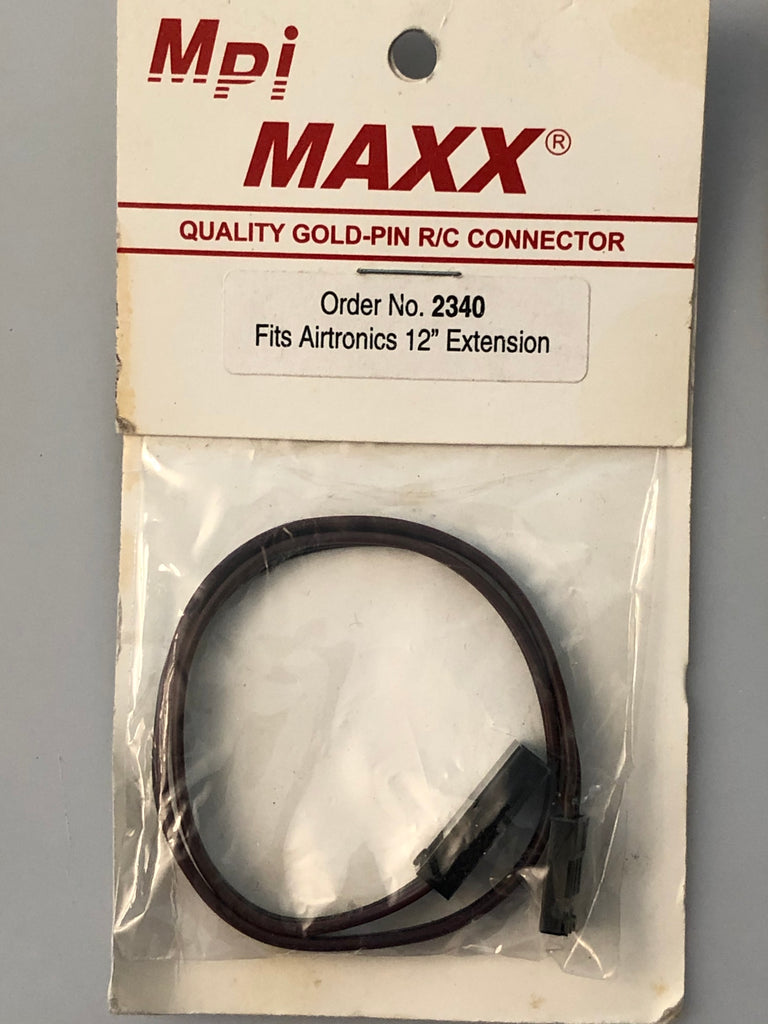 Mpi
MAXX®
QUALITY GOLD-PIN R/C CONNECTOR
Order No. 2340
Fits Airtronics 12” Extension